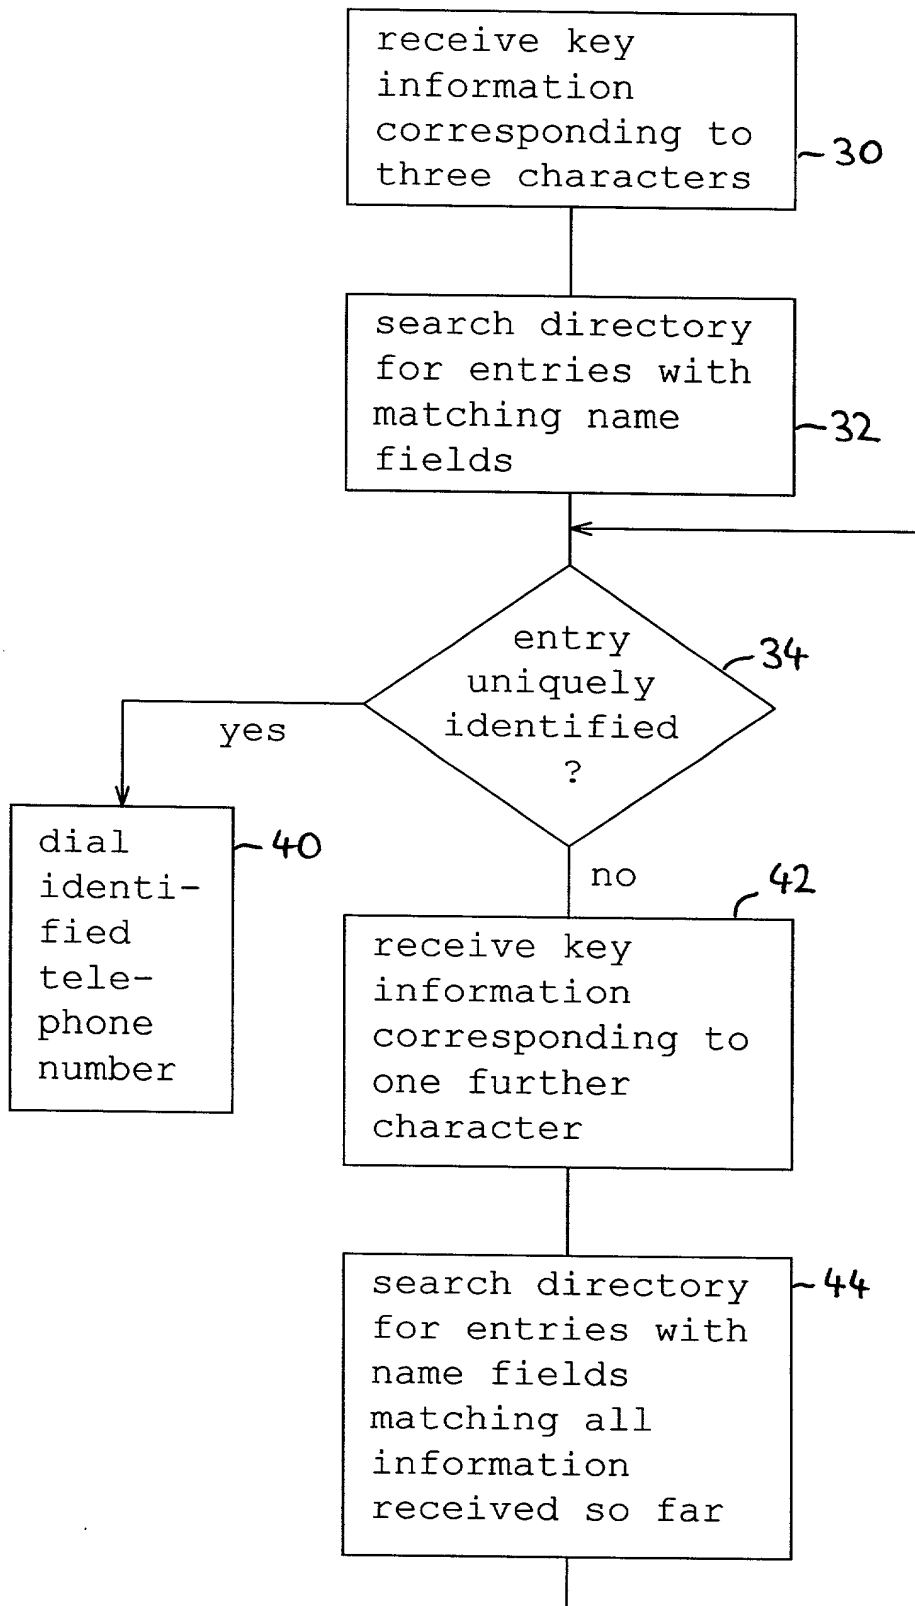 receive key
information
corresponding to
three characters
30
search directory
for entries with
matching name
fields
32
entry
uniquely
identified
?
34
yes
dial
identi-
fied
tele-
phone
number
40
no
42
receive key
information
corresponding to
one further
character
search directory
for entries with
name fields
matching all
information
received so far
44